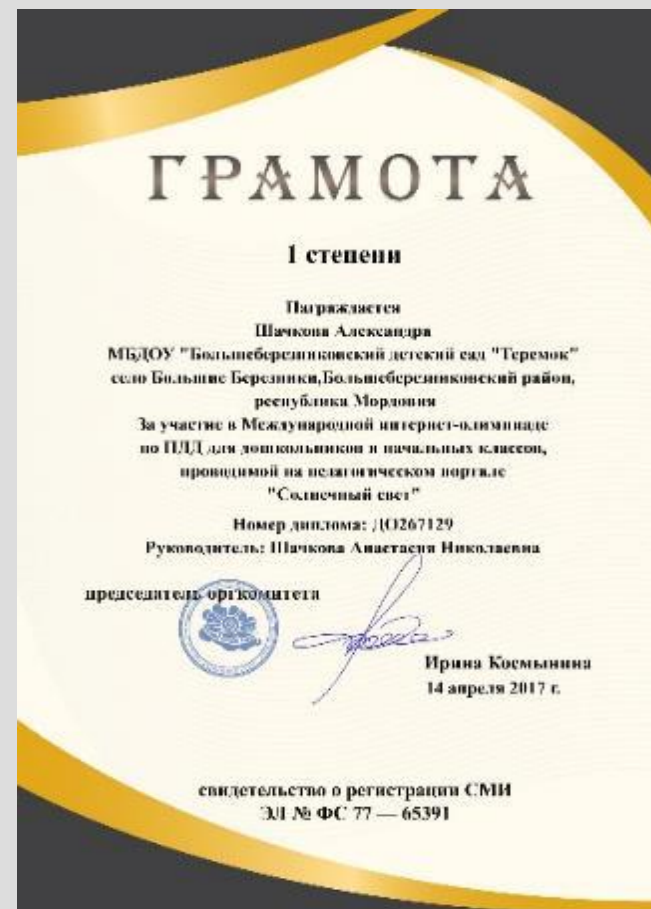 ГРАМОТА
1 степени
Награждается
Шачкова Александра
МБДОУ "Большеберезниковский детский сад "Теремок"
село Большие Березники,Большеберезниковский район,
республика Мордовия
За участие в Международной интернет-олимпиаде
по ПДД для дошкольников и начальных классов,
проводимой на педагогическом портале
"Солнечный свет"
Номер диплома: ДО267129
Руководитель: Шачкова Анастасия Николаевна
председатель оргкомитета
Ирина Космынина
14 апреля 2017 г.
свидетельство о регистрации СМИ
ЭЛ № ФС 77 — 65391